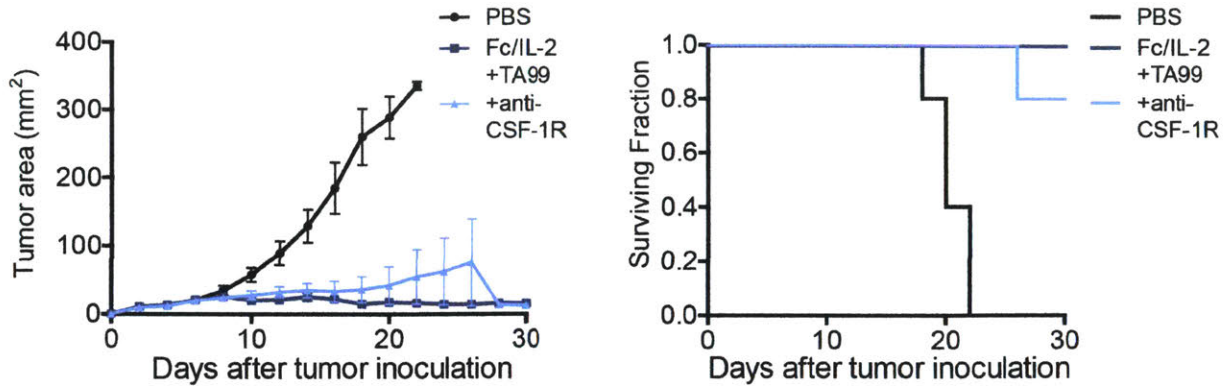 PBS
Fc/IL-2
+TA99
+anti-
CSF-1R
400
300
200
100
0
Tumor area (mm²)
0 10 20 30
Days after tumor inoculation
PBS
Fc/IL-2
+TA99
+anti-
CSF-1R
1.0
0.8
0.6
0.4
0.2
0.0
Surviving Fraction
0 10 20 30
Days after tumor inoculation